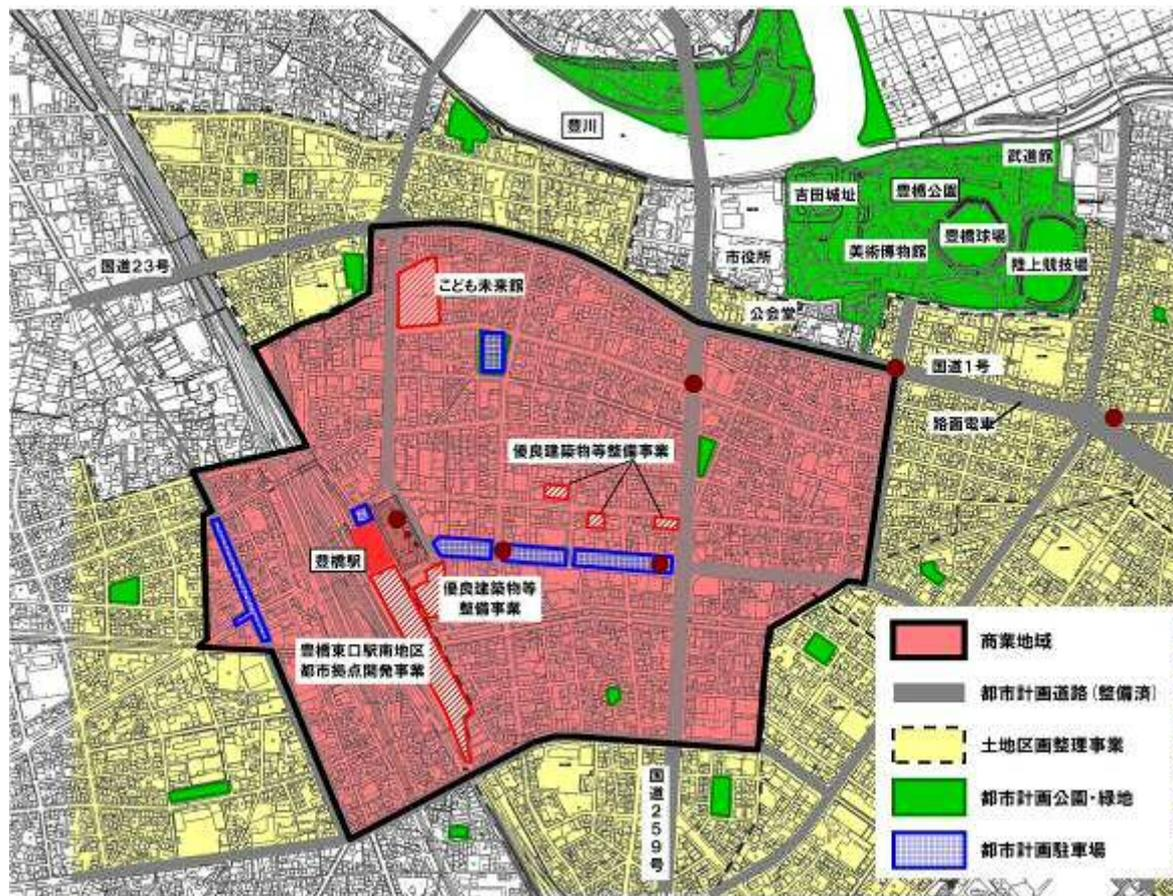 豊川
武道館
吉田城址
豊橋公園
豊橋球場
美術博物館
市役所
陸上競技場
国道23号
こども未来館
公会堂
国道1号
路面電車
優良建築物等整備事業
豊橋駅
優良建築物等
整備事業
豊橋東口駅南地区
都市拠点開発事業
国道259号
商業地域
都市計画道路(整備済)
土地区画整理事業
都市計画公園・緑地
都市計画駐車場